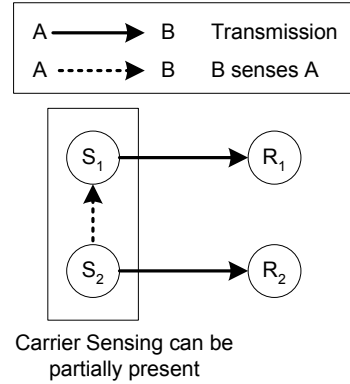 A B Transmission
A B B senses A
S1 R1
S2 R2
Carrier Sensing can be
partially present